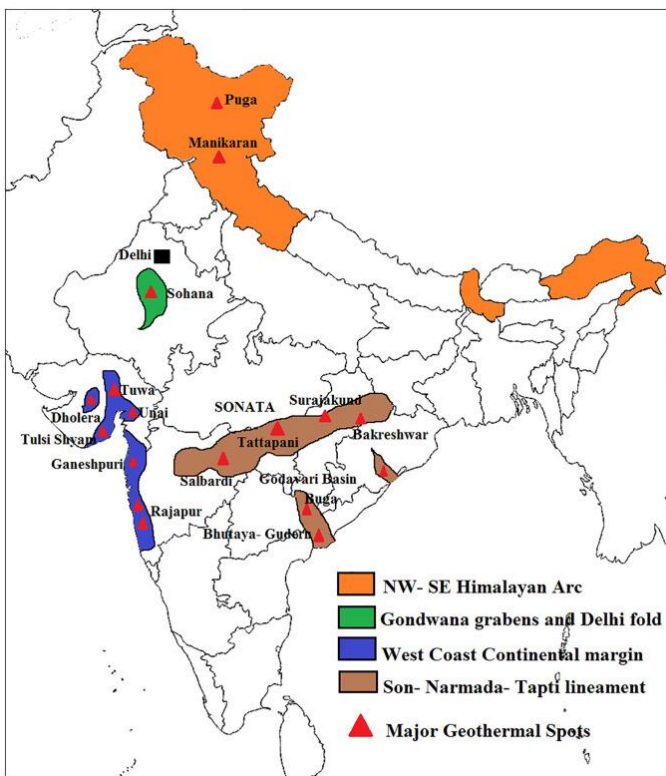 Puga
Manikaran
Delhi
Sohana
Tuwa
Dholera
Unai
Tulsi Shyam
Ganeshpuri
Rajapur
SONATA
Surajakund
Bakreshwar
Tattapani
Salbardi
Godavari Basin
Buga
Bhutaya- Gudem
NW- SE Himalayan Arc
Gondwana grabens and Delhi fold
West Coast Continental margin
Son- Narmada- Tapti lineament
Major Geothermal Spots